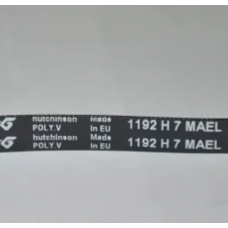 hutchinson Made 1192 H 7 MAEL
POLY.V In EU
hutchinson Made 1192 H 7 MAEL
POLY.V In EU